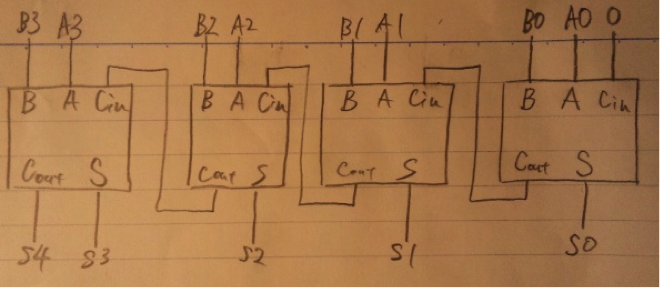 B3 A3 B2 A2 B1 A1 B0 A0 0
B A Cin B A Cin B A Cin B A Cin
Cout S Cout S Cout S Cout S
S4 S3 S2 S1 S0